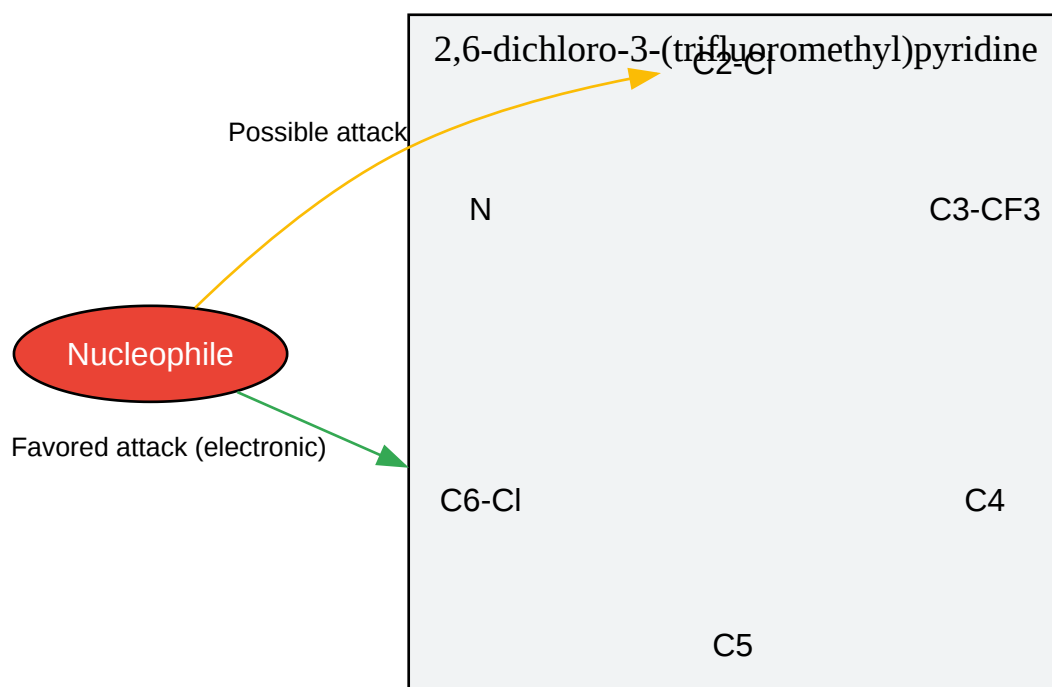 2,6-dichloro-3-(trifluoromethyl)pyridine
C2-Cl
Possible attack
N
C3-CF3
Nucleophile
Favored attack (electronic)
C6-Cl
C4
C5